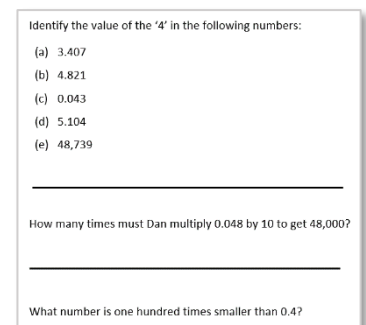 Identify the value of the ‘4’ in the following numbers:
(a) 3.407
(b) 4.821
(c) 0.043
(d) 5.104
(e) 48,739
How many times must Dan multiply 0.048 by 10 to get 48,000?
What number is one hundred times smaller than 0.4?